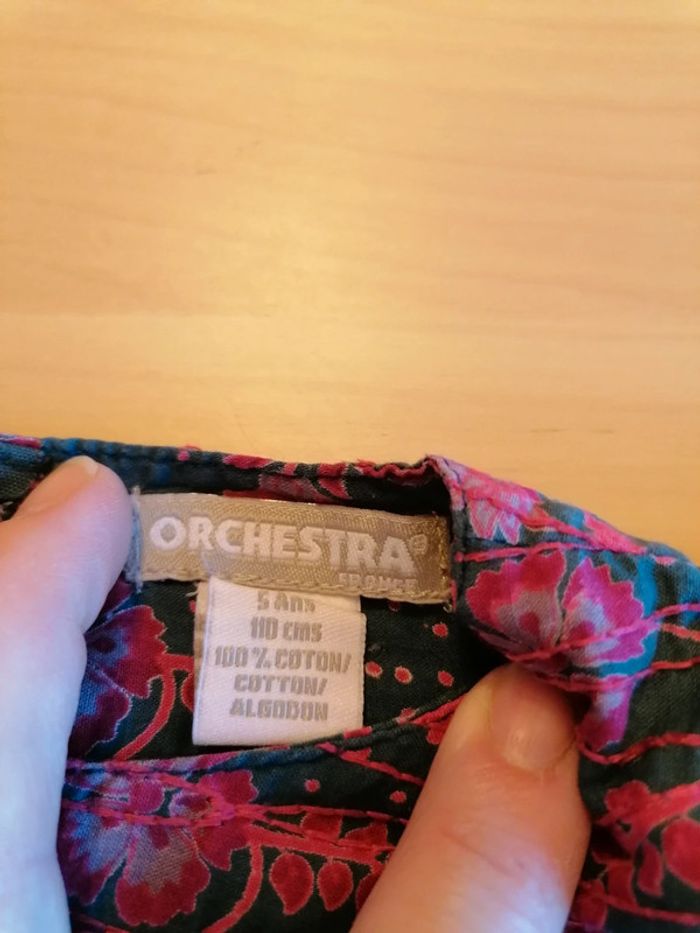 ORCHESTRA®
FRANCE
5 Ans
110 cms
100% COTON/
COTTON/
ALGODON